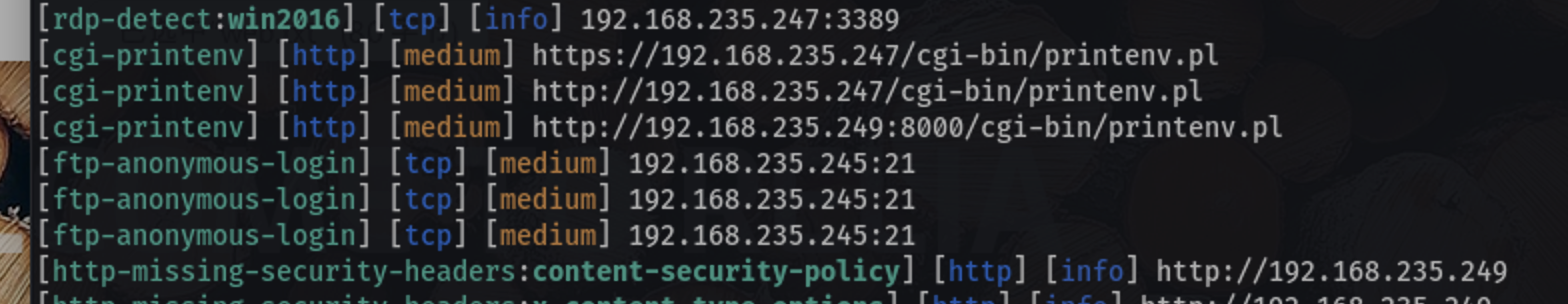 [rdp-detect:win2016] [tcp] [info] 192.168.235.247:3389
[cgi-printenv] [http] [medium] https://192.168.235.247/cgi-bin/printenv.pl
[cgi-printenv] [http] [medium] http://192.168.235.247/cgi-bin/printenv.pl
[cgi-printenv] [http] [medium] http://192.168.235.249:8000/cgi-bin/printenv.pl
[ftp-anonymous-login] [tcp] [medium] 192.168.235.245:21
[ftp-anonymous-login] [tcp] [medium] 192.168.235.245:21
[ftp-anonymous-login] [tcp] [medium] 192.168.235.245:21
[http-missing-security-headers:content-security-policy] [http] [info] http://192.168.235.249